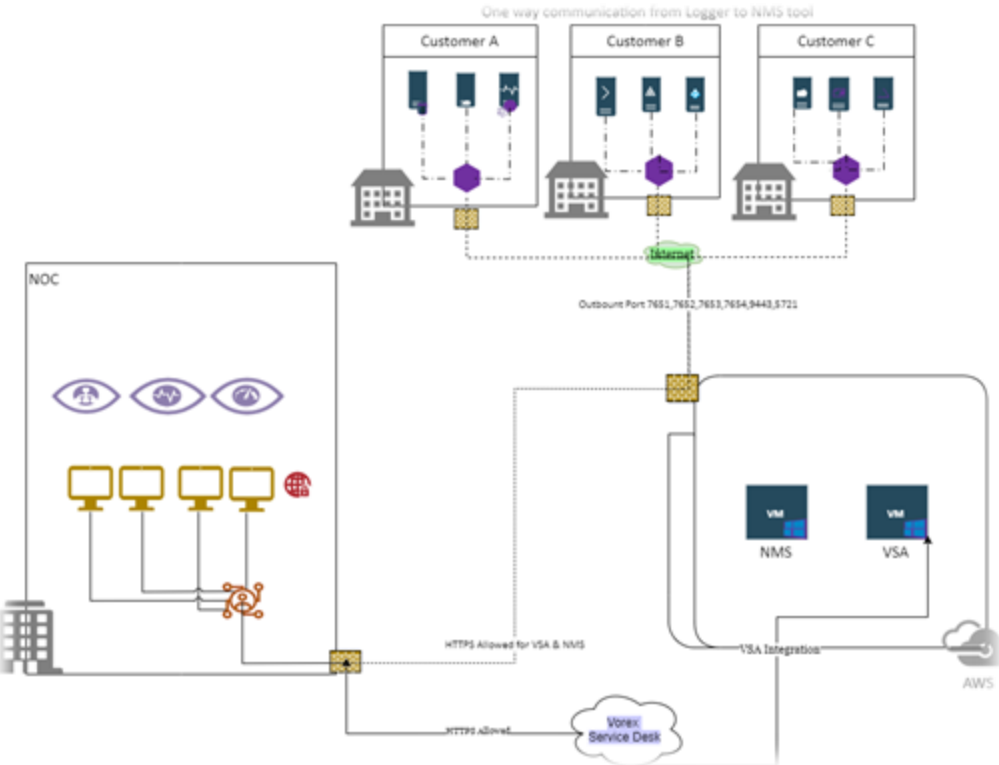 One way communication from Logger to NMS tool
Customer A
Customer B
Customer C
Internet
Outbount Port 7651,7652,7653,7654,9443,5721
NOC
VM
VM
NMS
VSA
HTTPS Allowed for VSA & NMS
VSA Integration
AWS
HTTPS Allowed
Vorex
Service Desk